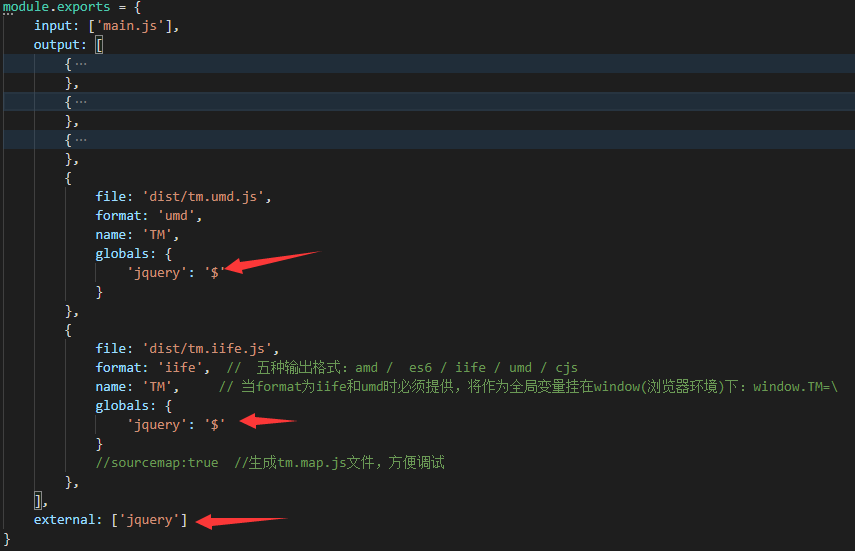 module.exports = {
    input: ['main.js'],
    output: [
        {···
        },
        {···
        },
        {···
        },
        {
            file: 'dist/tm.umd.js',
            format: 'umd',
            name: 'TM',
            globals: {
                'jquery': '$'
            }
        },
        {
            file: 'dist/tm.iife.js',
            format: 'iife',  //  五种输出格式：amd /  es6 / iife / umd / cjs
            name: 'TM',     // 当format为iife和umd时必须提供，将作为全局变量挂在window(浏览器环境)下：window.TM=\
            globals: {
                'jquery': '$'
            }
            //sourcemap:true  //生成tm.map.js文件，方便调试
        },
    ],
    external: ['jquery']
}